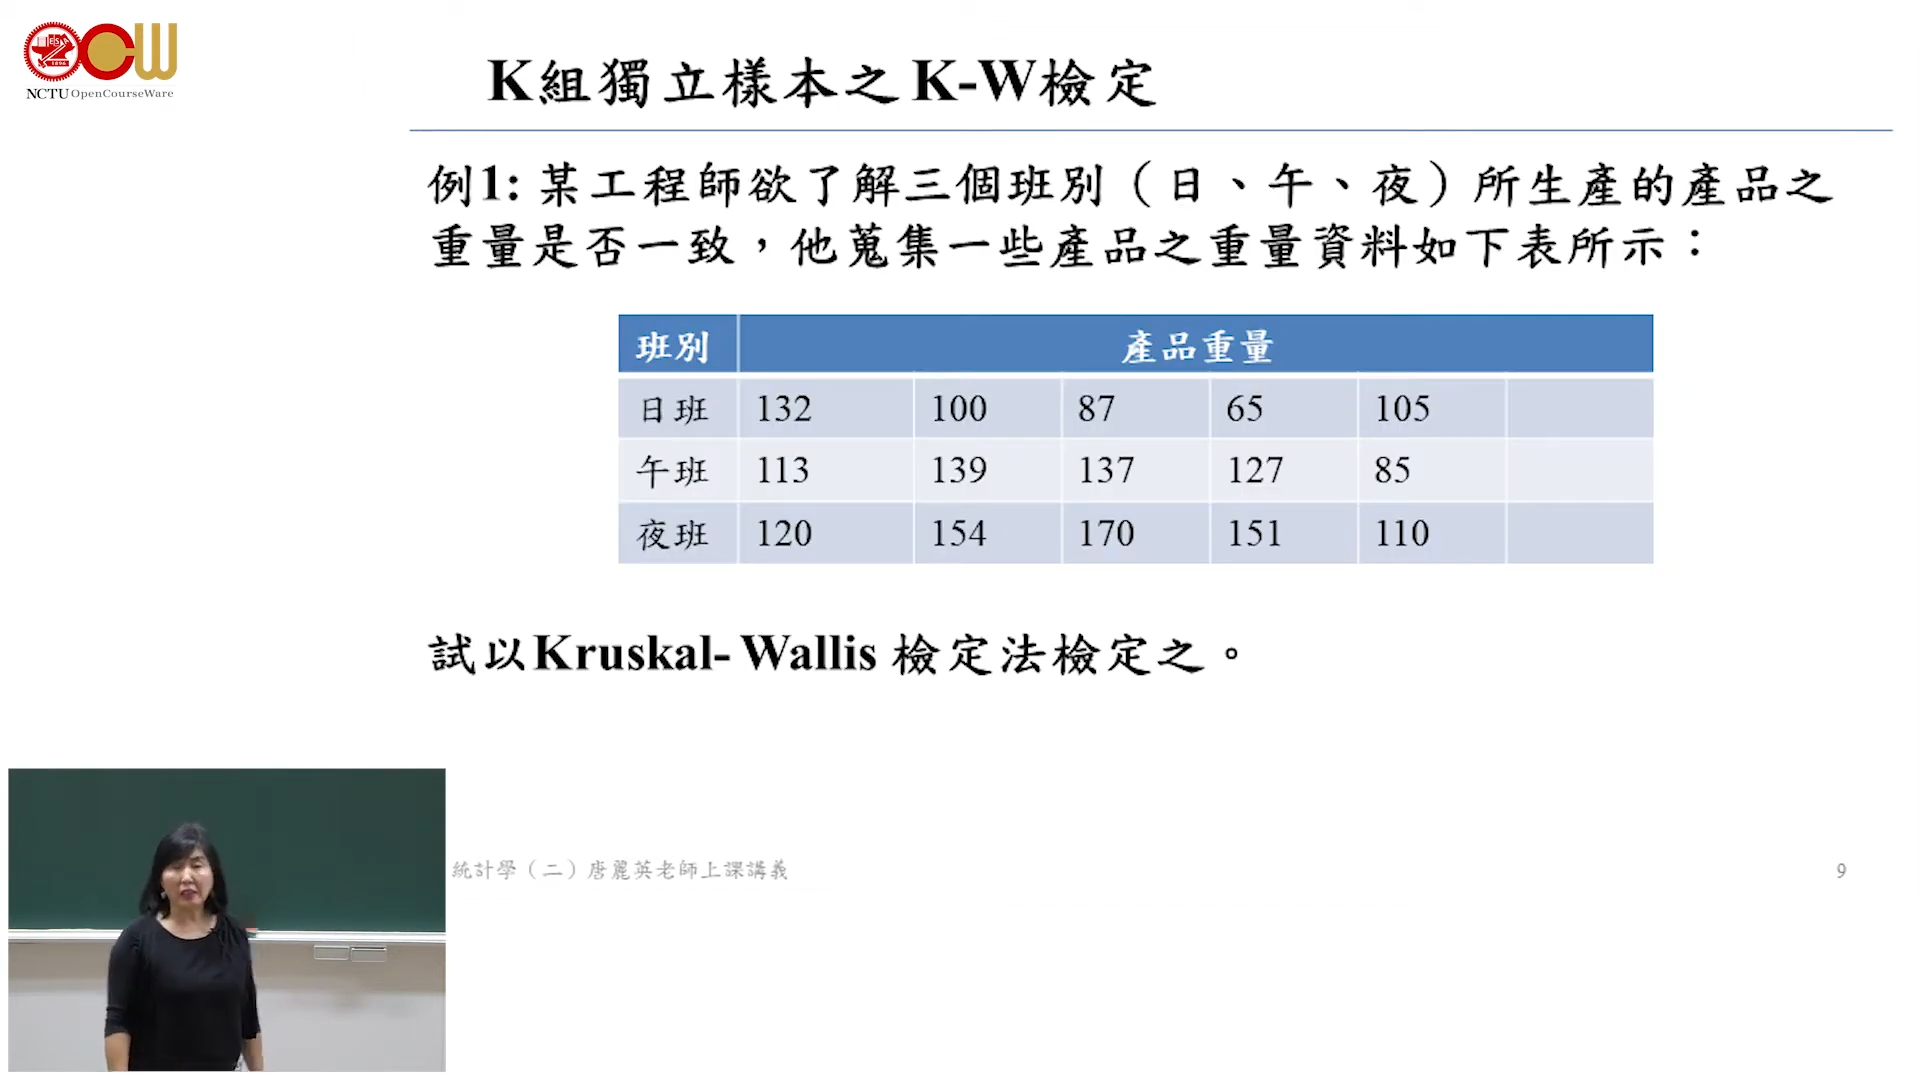 NCTU OpenCourseWare
K組獨立樣本之 K-W檢定
例1: 某工程師欲了解三個班別（日、午、夜）所生產的產品之
重量是否一致，他蒐集一些產品之重量資料如下表所示：
班別 產品重量
日班 132 100 87 65 105
午班 113 139 137 127 85
夜班 120 154 170 151 110
試以Kruskal- Wallis 檢定法檢定之。
統計學（二）唐麗英老師上課講義
9